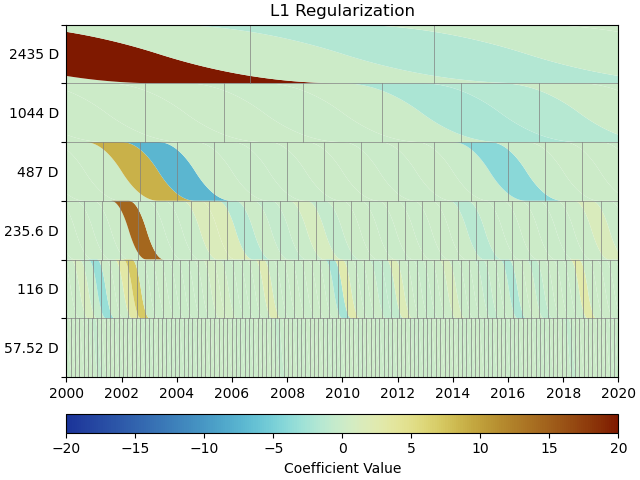 L1 Regularization
2435 D
1044 D
487 D
235.6 D
116 D
57.52 D
2000 2002 2004 2006 2008 2010 2012 2014 2016 2018 2020
−20 −15 −10 −5 0 5 10 15 20
Coefficient Value